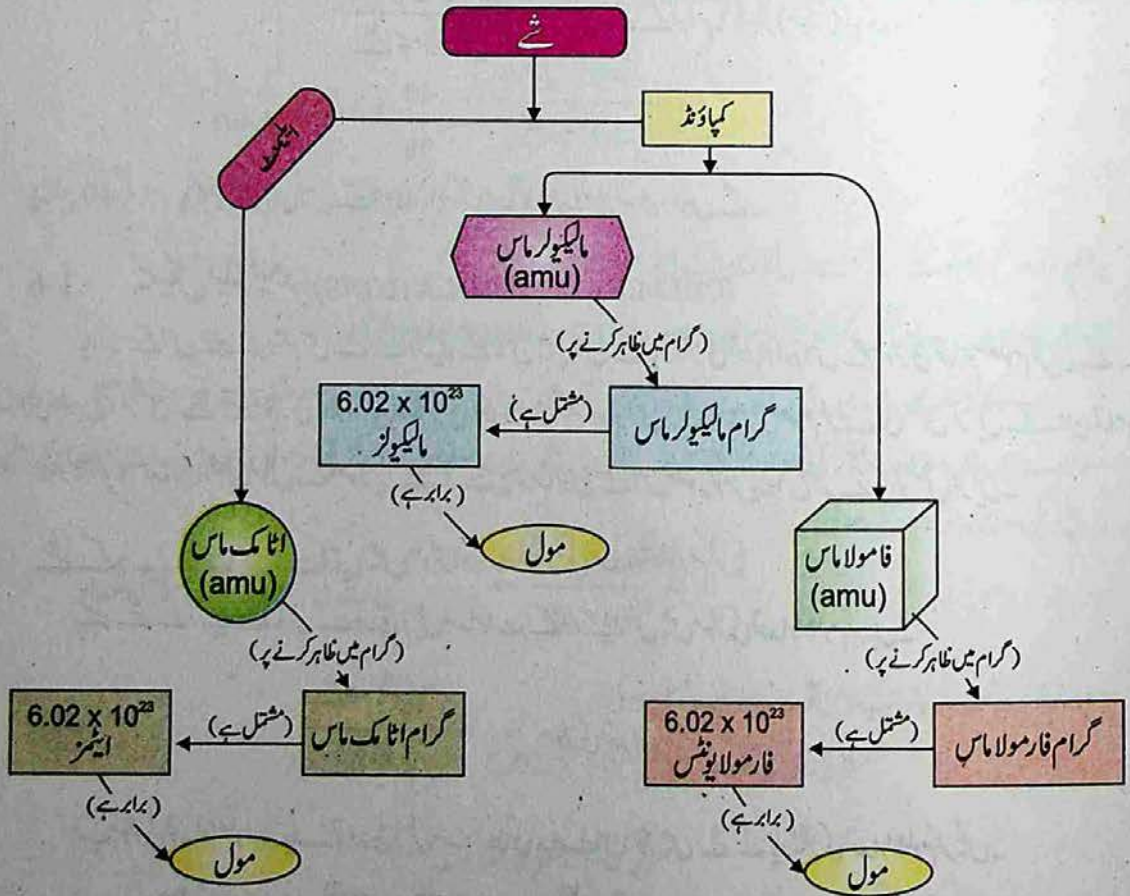 شے
ایلیمنٹ
کمپاؤنڈ
مالیکیولر ماس
(amu)
(گرام میں ظاہر کرنے پر)
گرام مالیکیولر ماس
(مشتمل ہے)
6.02 x 10²³
مالیکیولز
(برابر ہے)
مول
اٹامک ماس
(amu)
(گرام میں ظاہر کرنے پر)
گرام اٹامک ماس
(مشتمل ہے)
6.02 x 10²³
ایٹمز
(برابر ہے)
مول
فامولا ماس
(amu)
(گرام میں ظاہر کرنے پر)
گرام فارمولا ماس
(مشتمل ہے)
6.02 x 10²³
فارمولا یونٹس
(برابر ہے)
مول